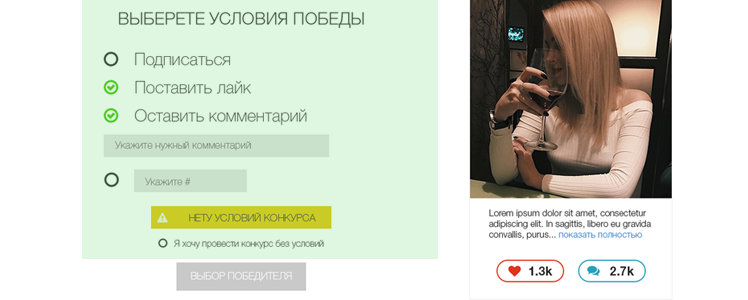 ВЫБЕРЕТЕ УСЛОВИЯ ПОБЕДЫ
Подписаться
Поставить лайк
Оставить комментарий
Укажите нужный комментарий
Укажите #
НЕТУ УСЛОВИЙ КОНКУРСА
Я хочу провести конкурс без условий
ВЫБОР ПОБЕДИТЕЛЯ
Lorem ipsum dolor sit amet, consectetur
adipiscing elit. In sagittis, libero eu gravida
convallis, purus... показать полностью
1.3k
2.7k